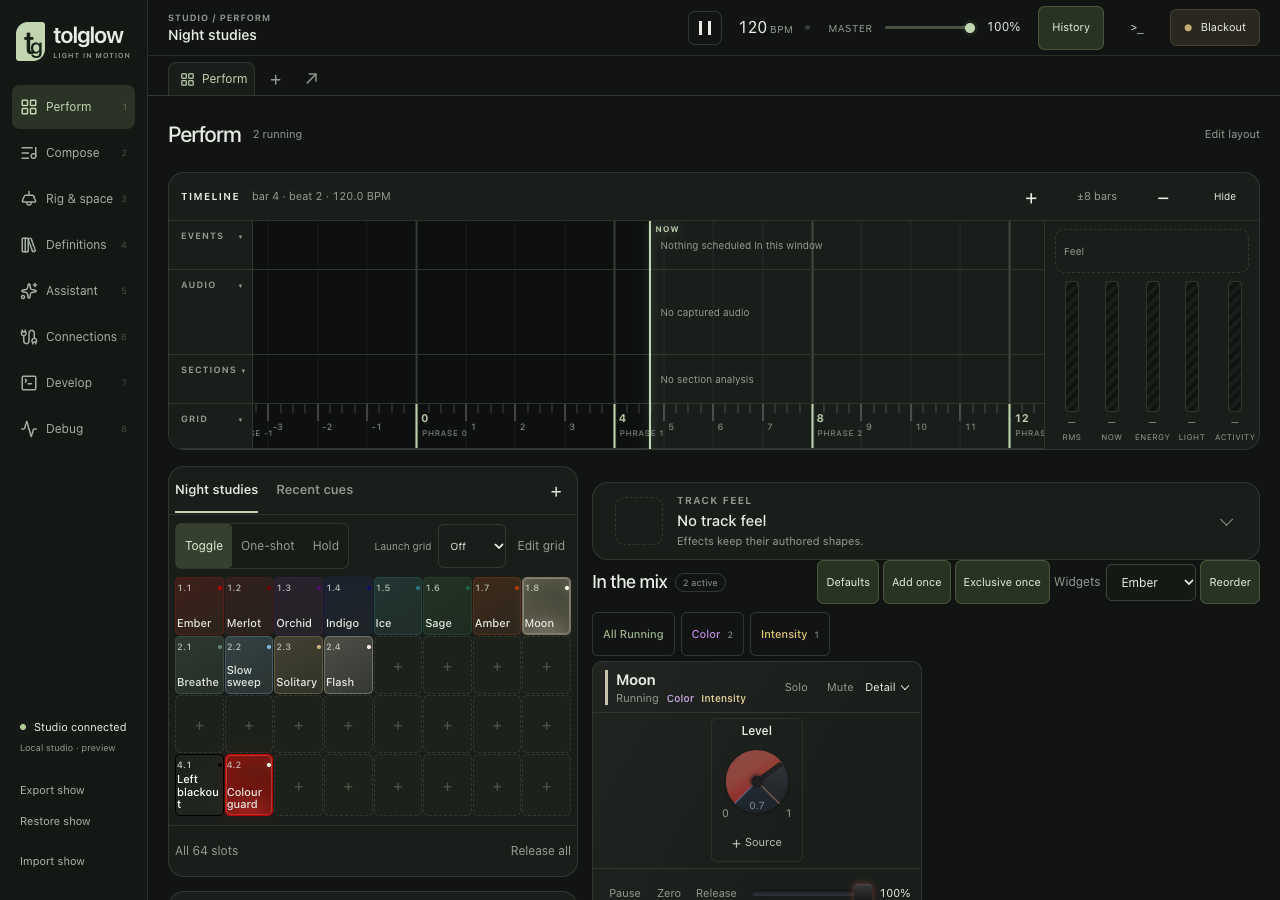 tg tolglow
LIGHT IN MOTION
Perform 1
Compose 2
Rig & space 3
Definitions 4
Assistant 5
Connections 6
Develop 7
Debug 8
Studio connected
Local studio · preview
Export show
Restore show
Import show
STUDIO / PERFORM
Night studies
120 BPM
MASTER
100%
History
>_
Blackout
Perform +
Perform 2 running
Edit layout
TIMELINE bar 4 · beat 2 · 120.0 BPM
+ ±8 bars − Hide
EVENTS
NOW
Nothing scheduled in this window
AUDIO
No captured audio
SECTIONS
No section analysis
GRID
-3 -2 -1 0 1 2 3 4 5 6 7 8 9 10 11 12
SE -1 PHRASE 0 PHRASE 1 PHRASE 2 PHRAS
Feel
– – – – –
RMS NOW ENERGY LIGHT ACTIVITY
Night studies Recent cues +
Toggle One-shot Hold Launch grid Off Edit grid
1.1 1.2 1.3 1.4 1.5 1.6 1.7 1.8
Ember Merlot Orchid Indigo Ice Sage Amber Moon
2.1 2.2 2.3 2.4
Breathe Slow sweep Solitary Flash + + + +
+ + + + + + + +
4.1 4.2
Left blackou t Colour guard + + + + + +
All 64 slots Release all
TRACK FEEL
No track feel
Effects keep their authored shapes.
In the mix 2 active Defaults Add once Exclusive once Widgets Ember Reorder
All Running Color 2 Intensity 1
Moon
Running Color Intensity
Solo Mute Detail
Level
0.7
0 1
+ Source
Pause Zero Release 100%